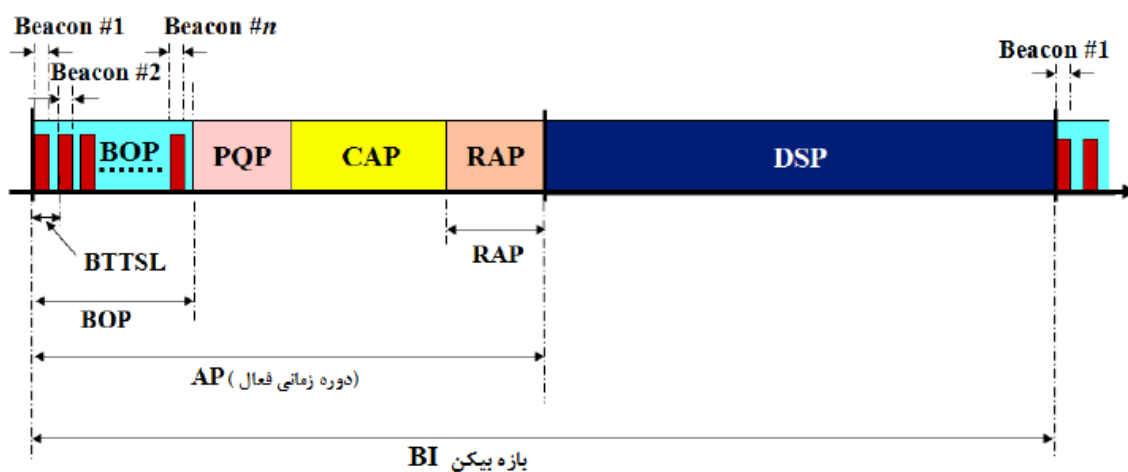 Beacon #1 Beacon #n
Beacon #2
Beacon #1
BOP PQP CAP RAP DSP
RAP
BTTSL
BOP
AP (دوره زمانی فعال)
بازه بیکن BI